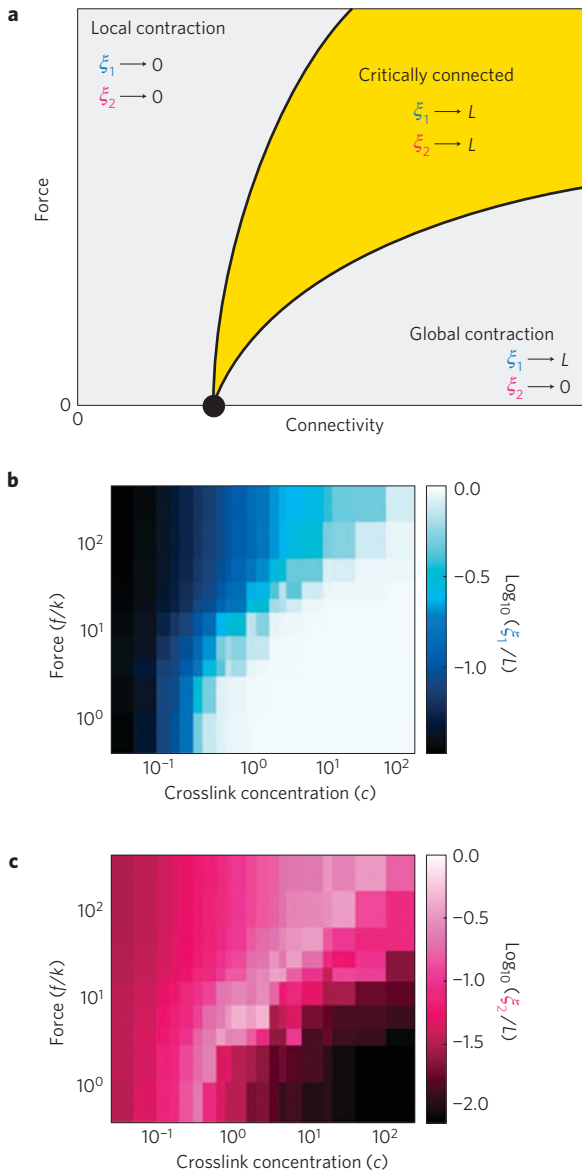 a
Local contraction
ξ1 → 0
ξ2 → 0
Critically connected
ξ1 → L
ξ2 → L
Global contraction
ξ1 → L
ξ2 → 0
Force
0
0
Connectivity
b
Force (f/k)
10²
10¹
10⁰
10⁻¹ 10⁰ 10¹ 10²
Crosslink concentration (c)
0.0
−0.5
−1.0
Log₁₀ (ξ1/L)
c
Force (f/k)
10²
10¹
10⁰
10⁻¹ 10⁰ 10¹ 10²
Crosslink concentration (c)
0.0
−0.5
−1.0
−1.5
−2.0
Log₁₀ (ξ2/L)